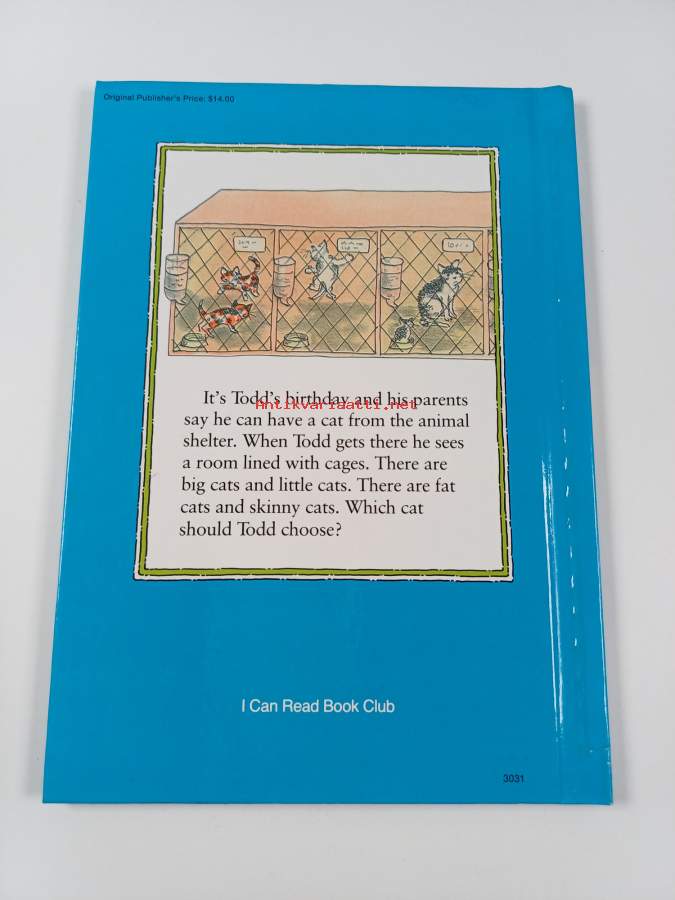 Original Publisher's Price: $14.00
It's Todd's birthday and his parents
Antikvariaatti.net
say he can have a cat from the animal
shelter. When Todd gets there he sees
a room lined with cages. There are
big cats and little cats. There are fat
cats and skinny cats. Which cat
should Todd choose?
I Can Read Book Club
3031